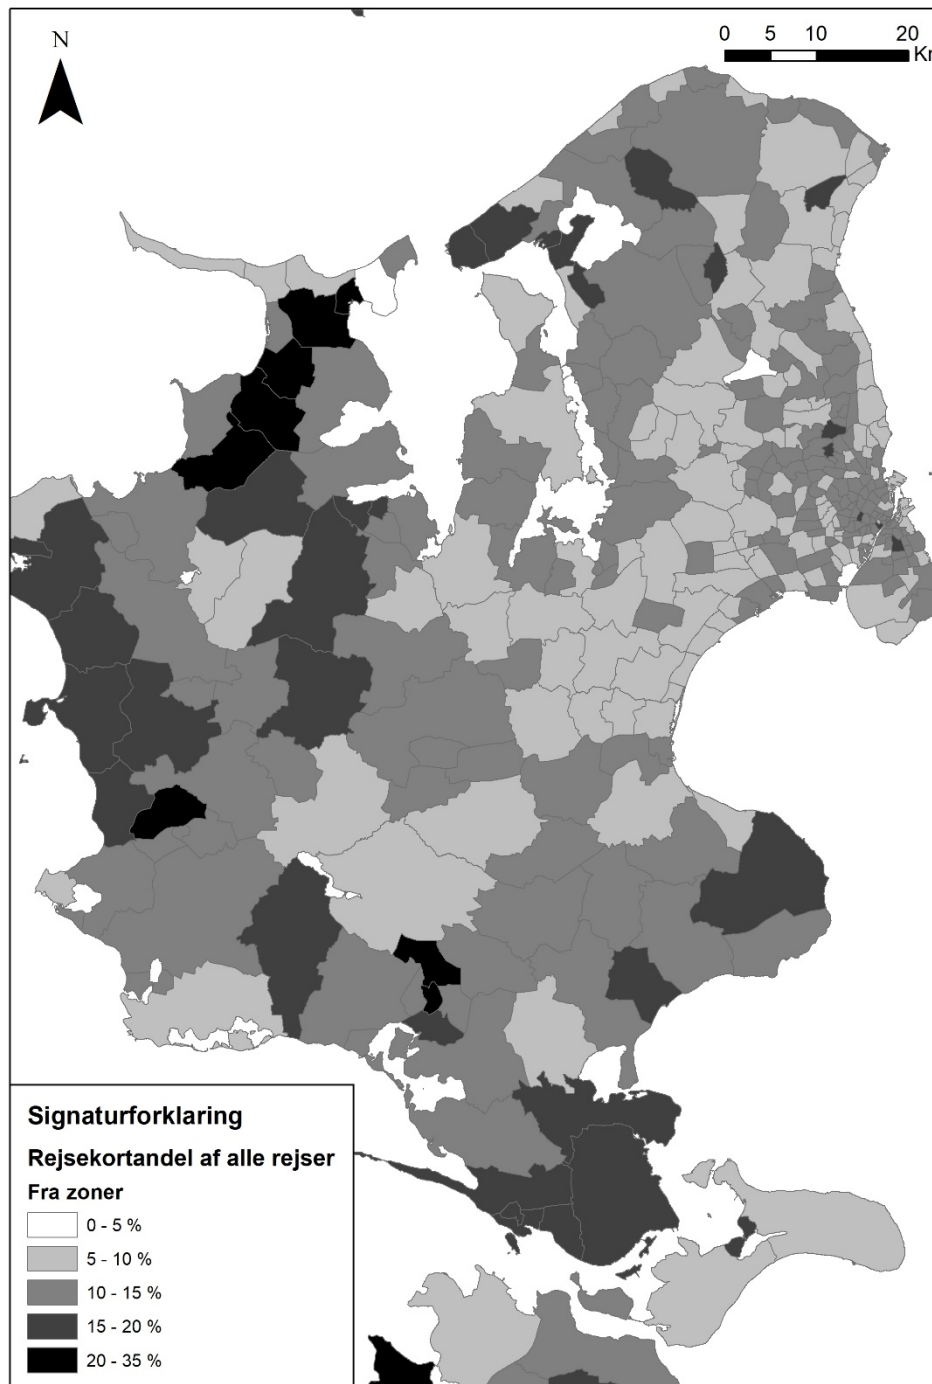 N
0 5 10 20
Km
Signaturforklaring
Rejsekortandel af alle rejser
Fra zoner
0 - 5 %
5 - 10 %
10 - 15 %
15 - 20 %
20 - 35 %